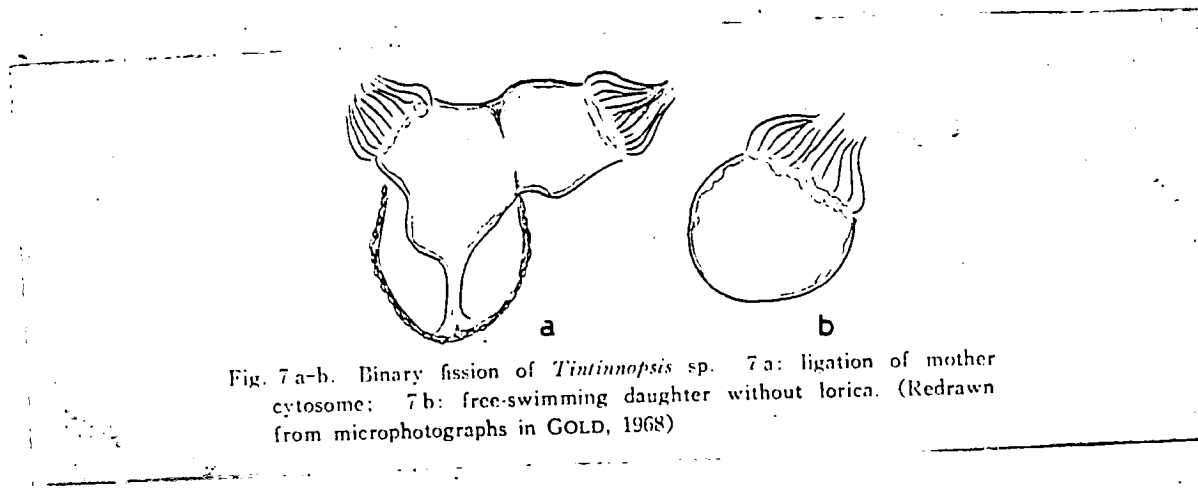 a
b
Fig. 7 a-b. Binary fission of Tintinnopsis sp. 7 a: ligation of mother
cytosome; 7 b: free-swimming daughter without lorica. (Redrawn
from microphotographs in GOLD, 1968)